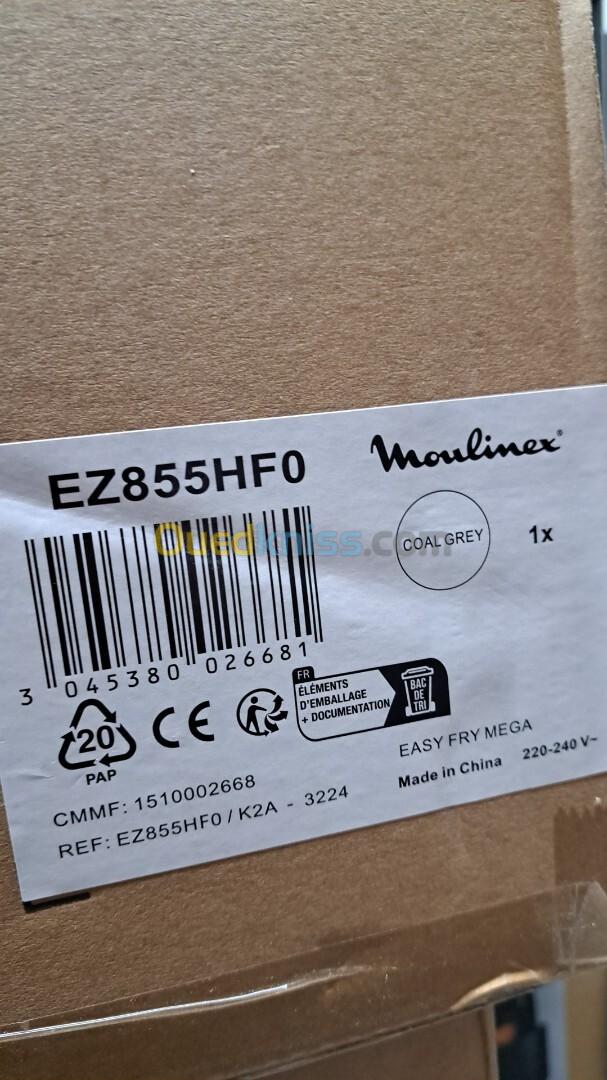 EZ855HF0
Moulinex
COAL GREY
1x
Ouedkniss.com
3 045380 026681
20
PAP
CE
FR
ÉLÉMENTS
D'EMBALLAGE
+ DOCUMENTATION
BAC
DE
TRI
EASY FRY MEGA
Made in China 220-240 V~
CMMF: 1510002668
REF: EZ855HF0 / K2A - 3224